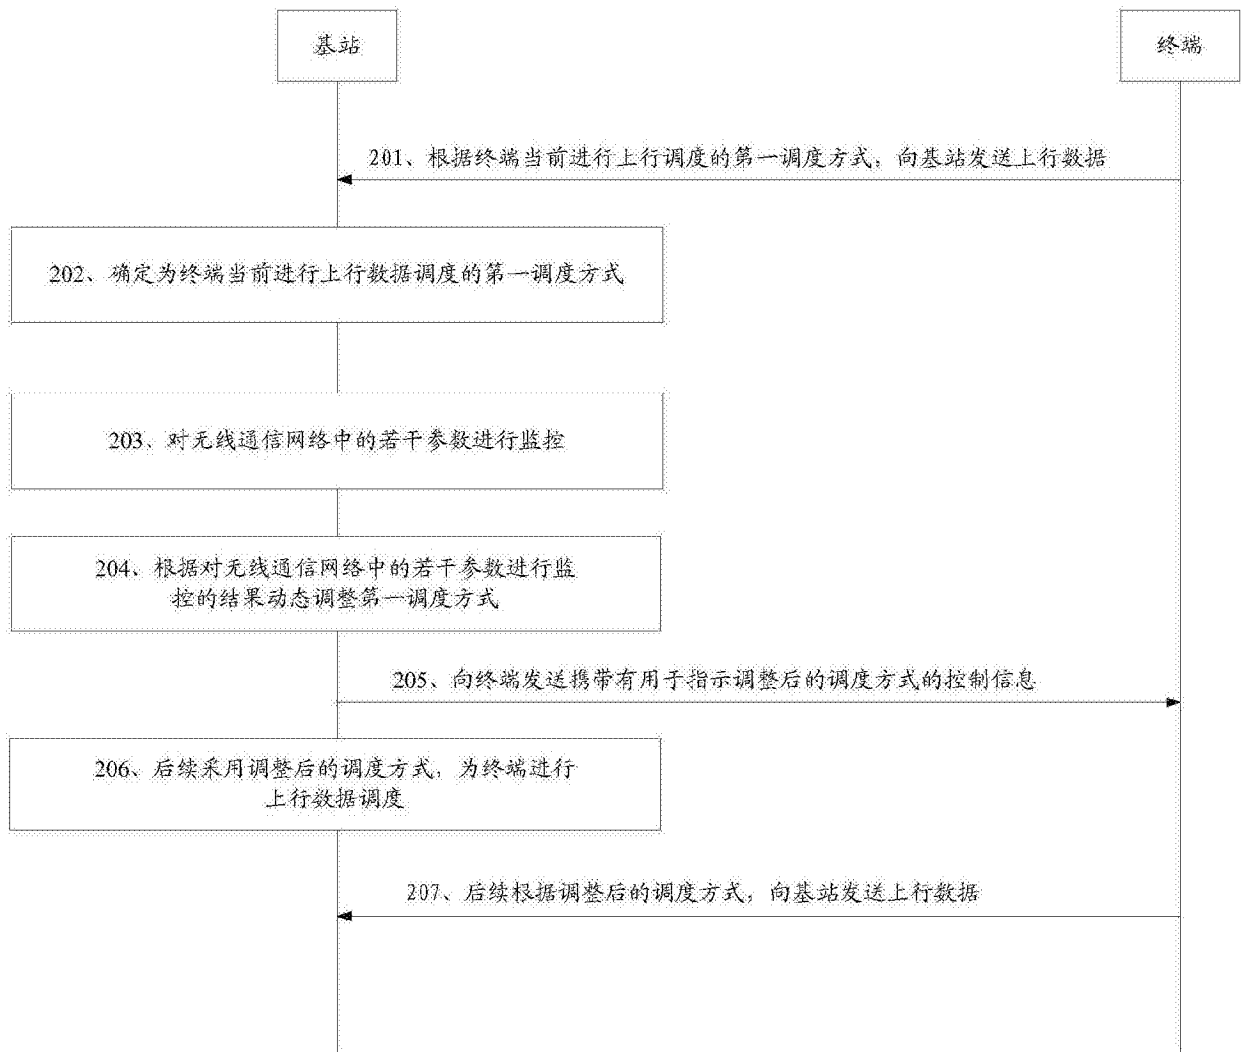 基站
终端
201、根据终端当前进行上行调度的第一调度方式，向基站发送上行数据
202、确定为终端当前进行上行数据调度的第一调度方式
203、对无线通信网络中的若干参数进行监控
204、根据对无线通信网络中的若干参数进行监
控的结果动态调整第一调度方式
205、向终端发送携带有用于指示调整后的调度方式的控制信息
206、后续采用调整后的调度方式，为终端进行
上行数据调度
207、后续根据调整后的调度方式，向基站发送上行数据